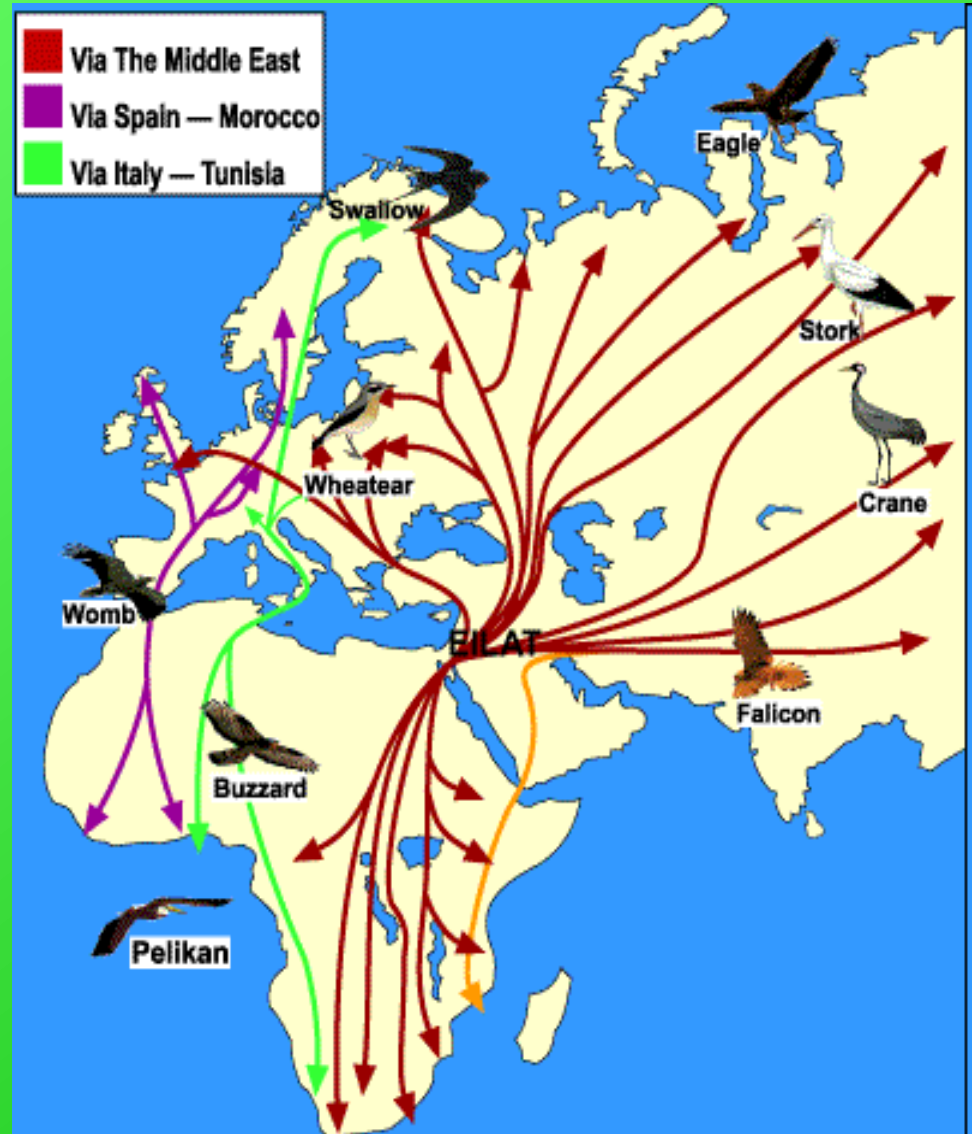 Via The Middle East
Via Spain — Morocco
Via Italy — Tunisia
Eagle
Swallow
Stork
Wheatear
Crane
Womb
EILAT
Falicon
Buzzard
Pelikan